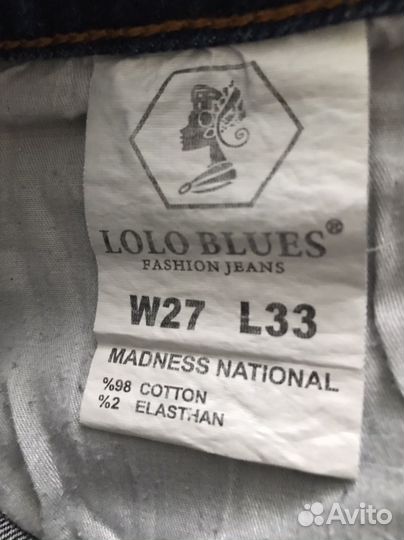 LOLO BLUES®
FASHION JEANS
W27 L33
MADNESS NATIONAL
%98 COTTON
%2 ELASTHAN
Avito